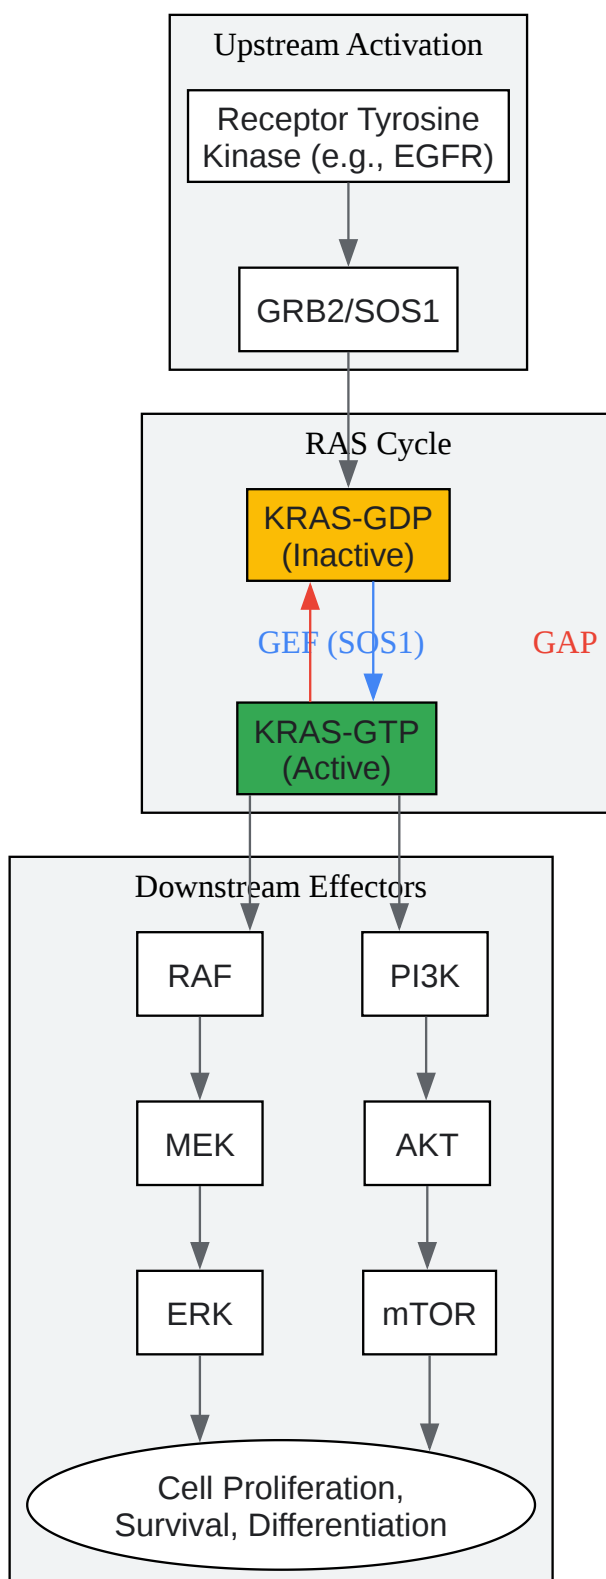 Upstream Activation
Receptor Tyrosine
Kinase (e.g., EGFR)
GRB2/SOS1
RAS Cycle
KRAS-GDP
(Inactive)
GEF (SOS1)
GAP
KRAS-GTP
(Active)
Downstream Effectors
RAF
PI3K
MEK
AKT
ERK
mTOR
Cell Proliferation,
Survival, Differentiation